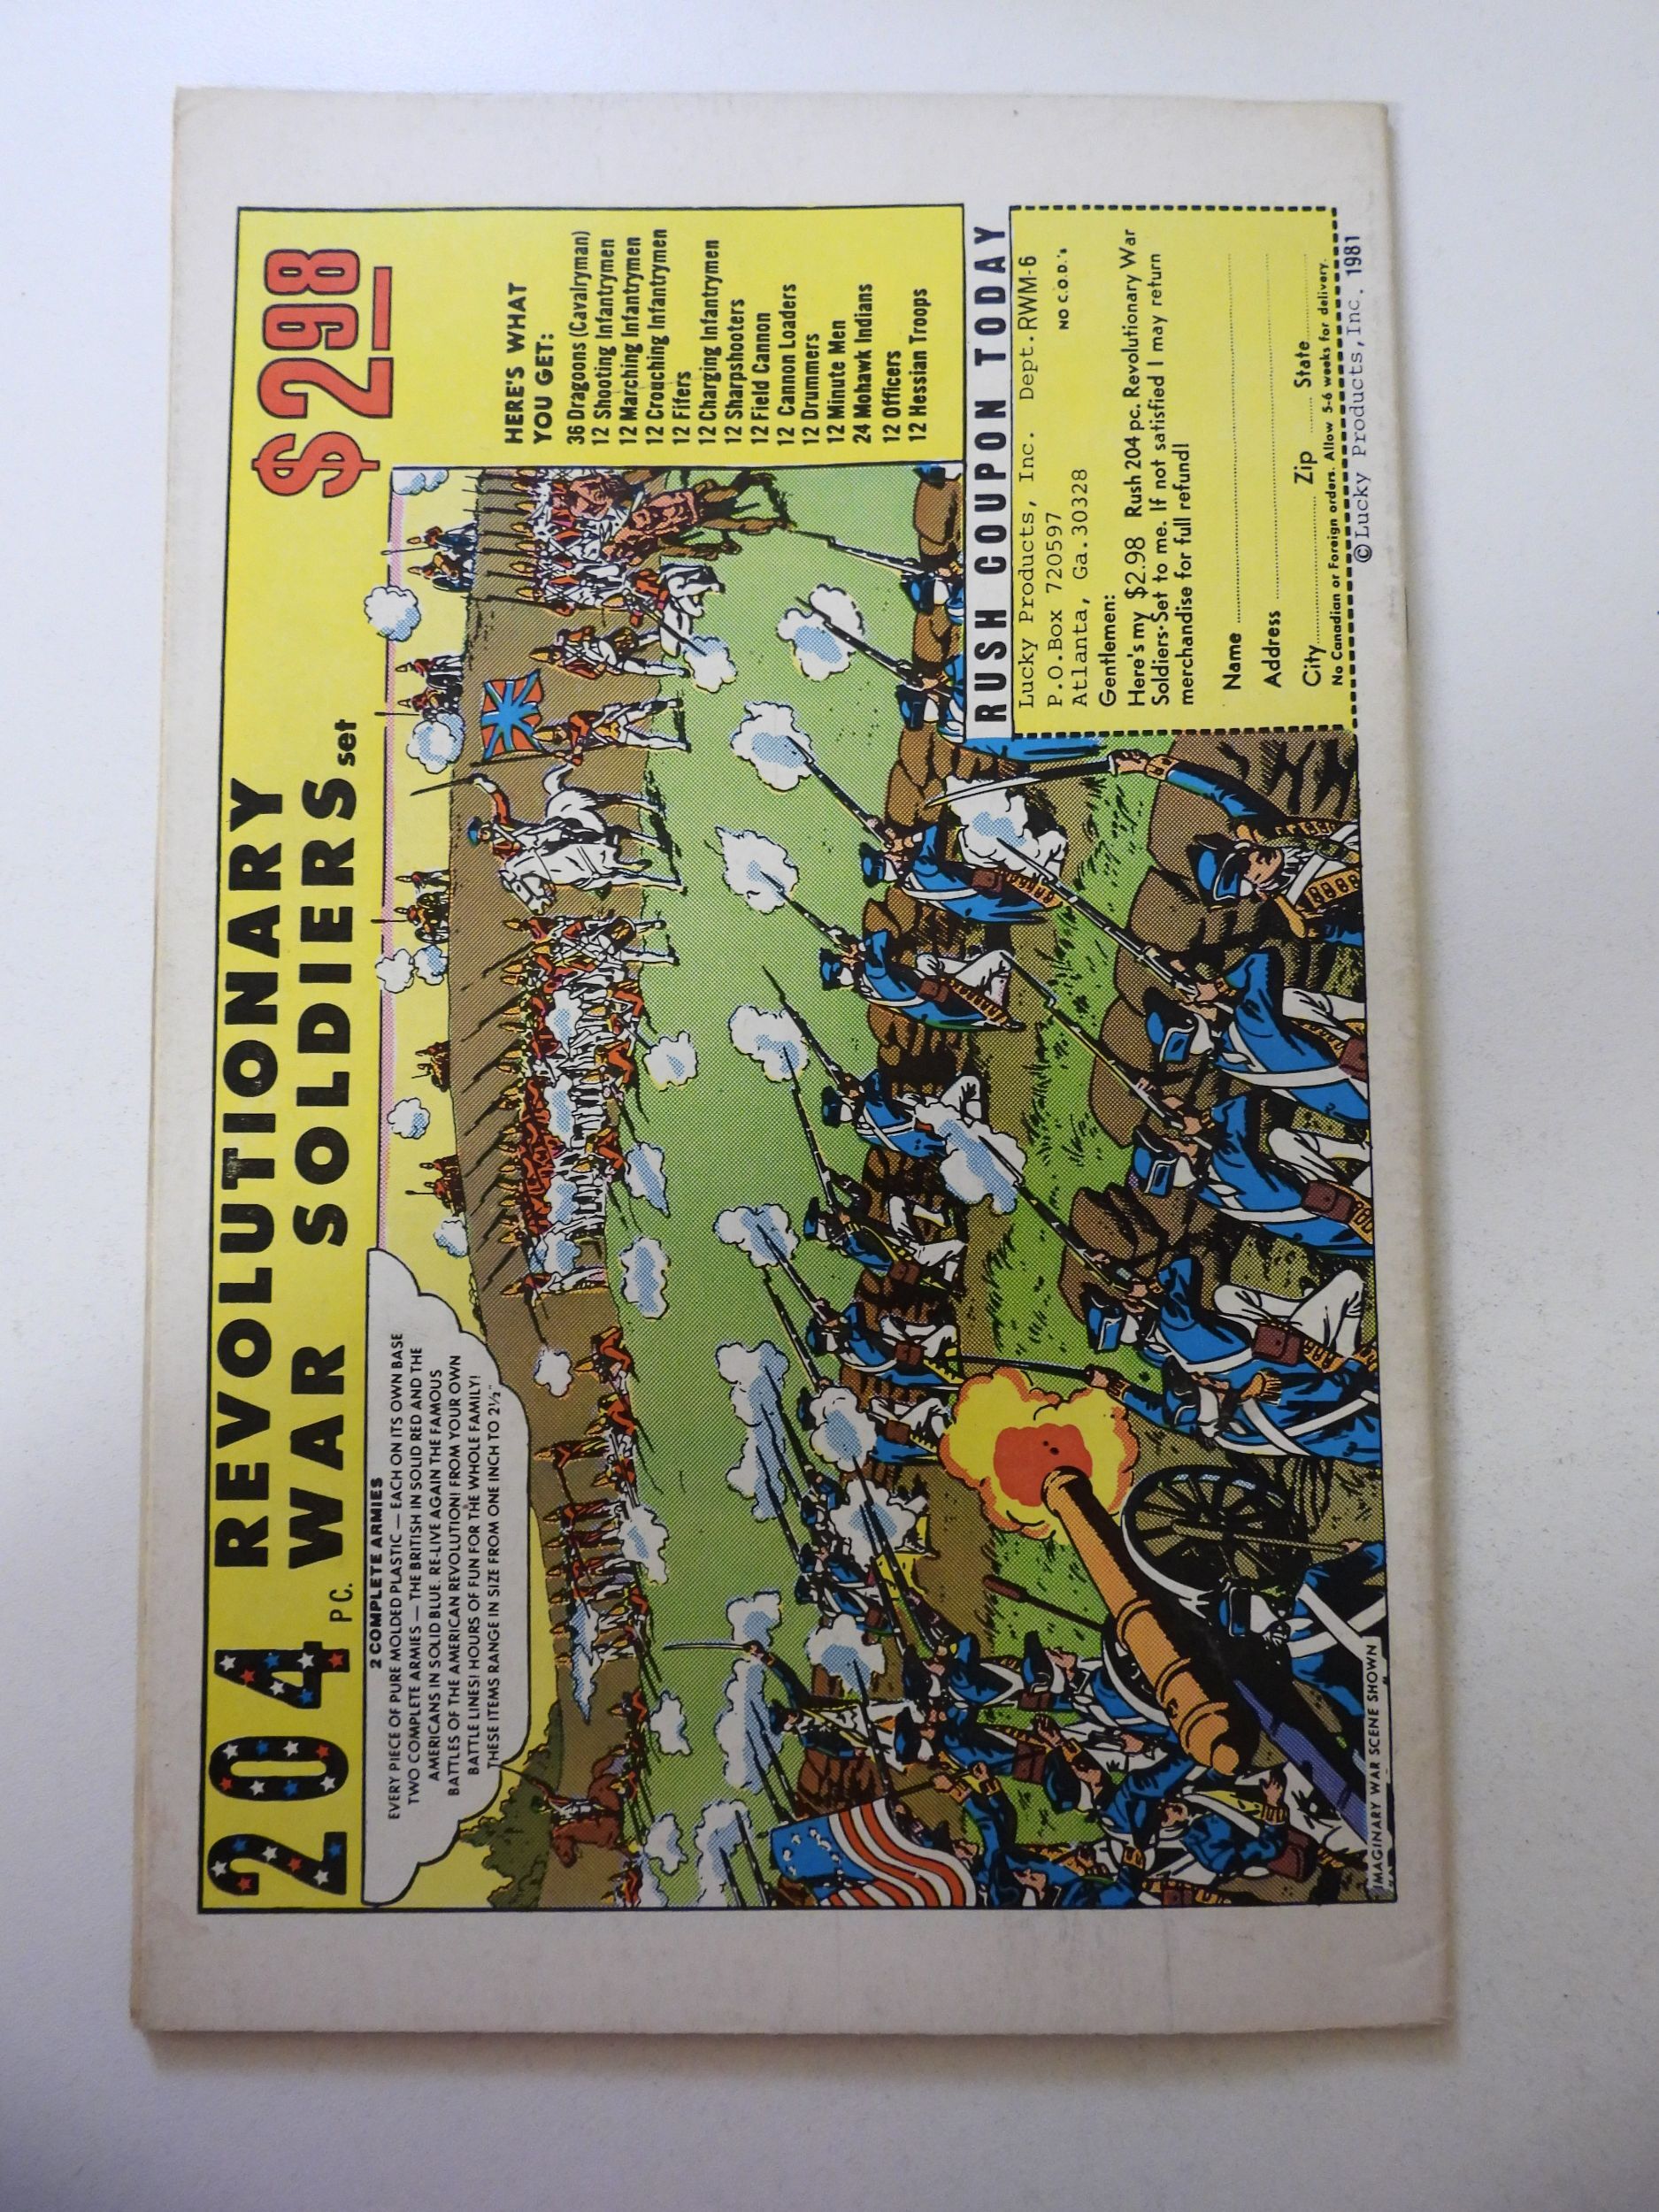 204 PC. REVOLUTIONARY
WAR SOLDIERS set
$2.98
2 COMPLETE ARMIES
EVERY PIECE OF PURE MOLDED PLASTIC — EACH ON ITS OWN BASE
TWO COMPLETE ARMIES — THE BRITISH IN SOLID RED AND THE
AMERICANS IN SOLID BLUE. RE-LIVE AGAIN THE FAMOUS
BATTLES OF THE AMERICAN REVOLUTION! FROM YOUR OWN
BATTLE LINES! HOURS OF FUN FOR THE WHOLE FAMILY!
THESE ITEMS RANGE IN SIZE FROM ONE INCH TO 2½"
HERE'S WHAT
YOU GET:
36 Dragoons (Cavalryman)
12 Shooting Infantrymen
12 Marching Infantrymen
12 Crouching Infantrymen
12 Fifers
12 Charging Infantrymen
12 Sharpshooters
12 Field Cannon
12 Cannon Loaders
12 Drummers
12 Minute Men
24 Mohawk Indians
12 Officers
12 Hessian Troops
RUSH COUPON TODAY
Lucky Products, Inc. Dept. RWM-6
P.O.Box 720597 NO C.O.D.'s
Atlanta, Ga.30328
Gentlemen:
Here's my $2.98 Rush 204 pc. Revolutionary War
Soldiers Set to me. If not satisfied I may return
merchandise for full refund!
Name
Address
City Zip State
No Canadian or Foreign orders. Allow 5-6 weeks for delivery.
© Lucky Products, Inc. 1981
IMAGINARY WAR SCENE SHOWN